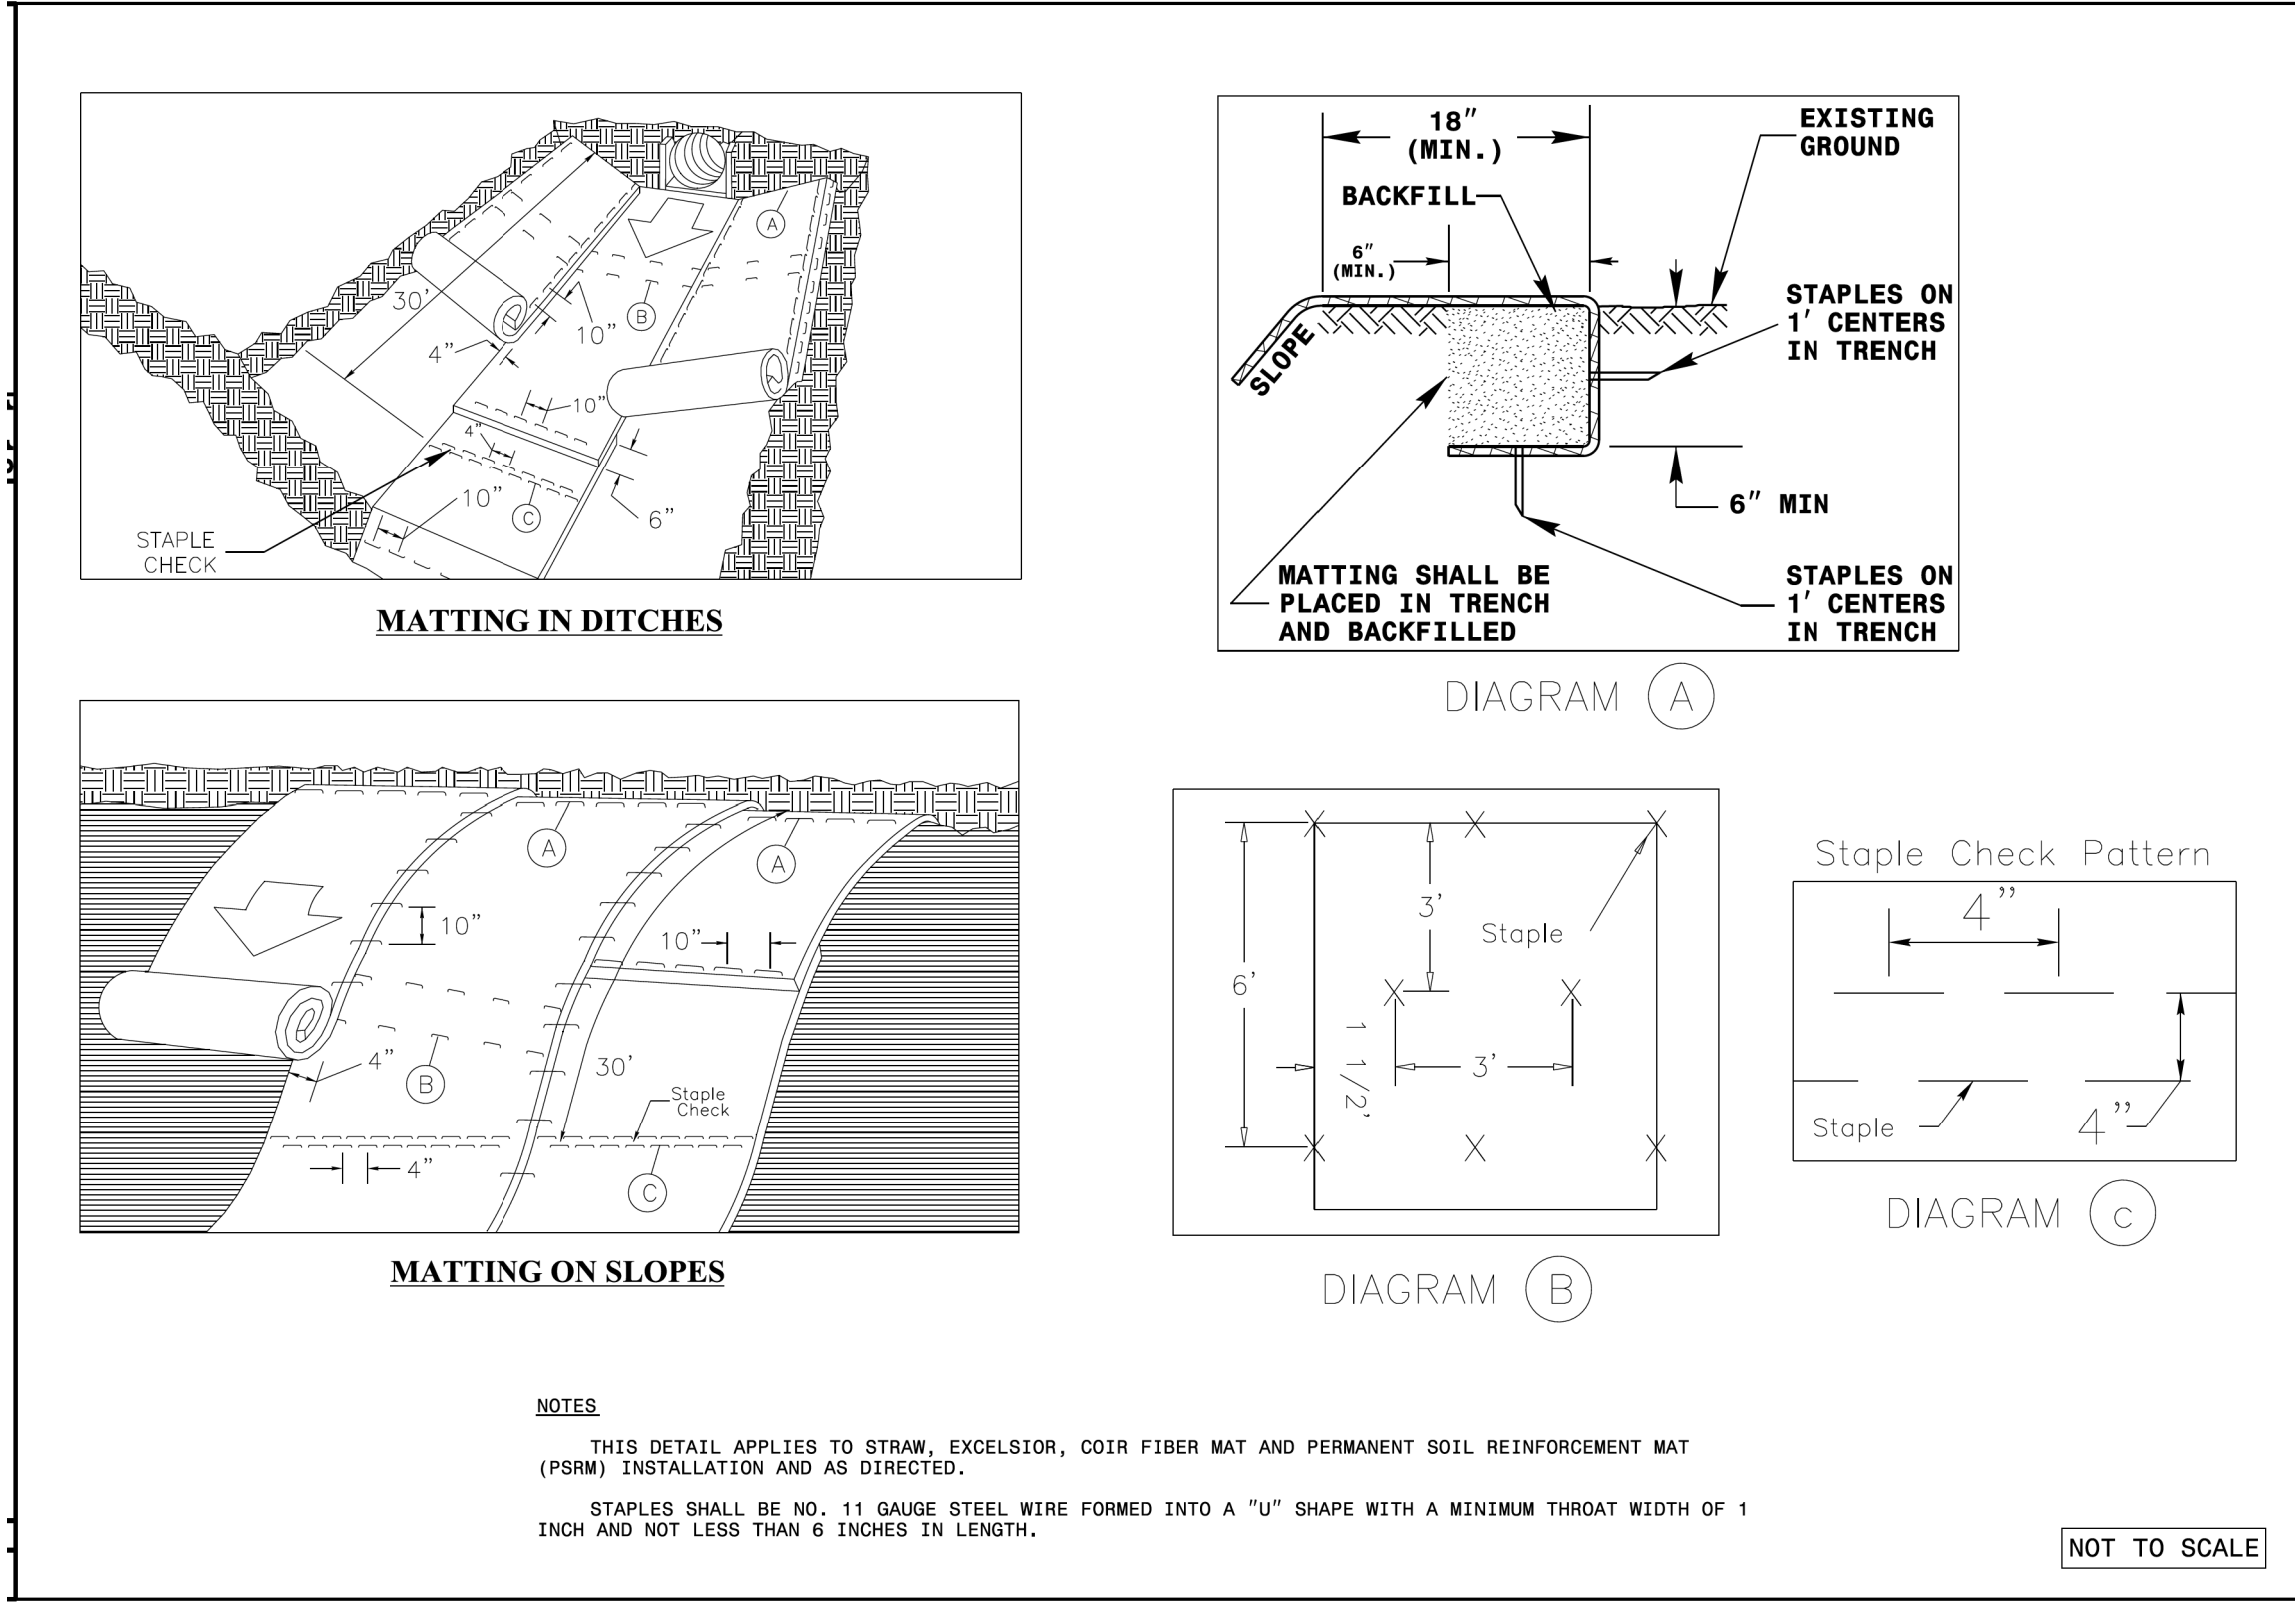 30'
A
B
10”
4”
10”
4”
10”
C
6”
STAPLE
CHECK
MATTING IN DITCHES
18"
(MIN.)
EXISTING
GROUND
BACKFILL
6"
(MIN.)
STAPLES ON
1' CENTERS
IN TRENCH
SLOPE
6" MIN
MATTING SHALL BE
PLACED IN TRENCH
AND BACKFILLED
STAPLES ON
1' CENTERS
IN TRENCH
DIAGRAM A
A
A
10”
10”
4”
B
30'
Staple
Check
4”
C
MATTING ON SLOPES
3'
Staple
6'
1 1/2'
3'
DIAGRAM B
Staple Check Pattern
4”
Staple
4”
DIAGRAM c
NOTES
THIS DETAIL APPLIES TO STRAW, EXCELSIOR, COIR FIBER MAT AND PERMANENT SOIL REINFORCEMENT MAT
(PSRM) INSTALLATION AND AS DIRECTED.
STAPLES SHALL BE NO. 11 GAUGE STEEL WIRE FORMED INTO A "U" SHAPE WITH A MINIMUM THROAT WIDTH OF 1
INCH AND NOT LESS THAN 6 INCHES IN LENGTH.
NOT TO SCALE